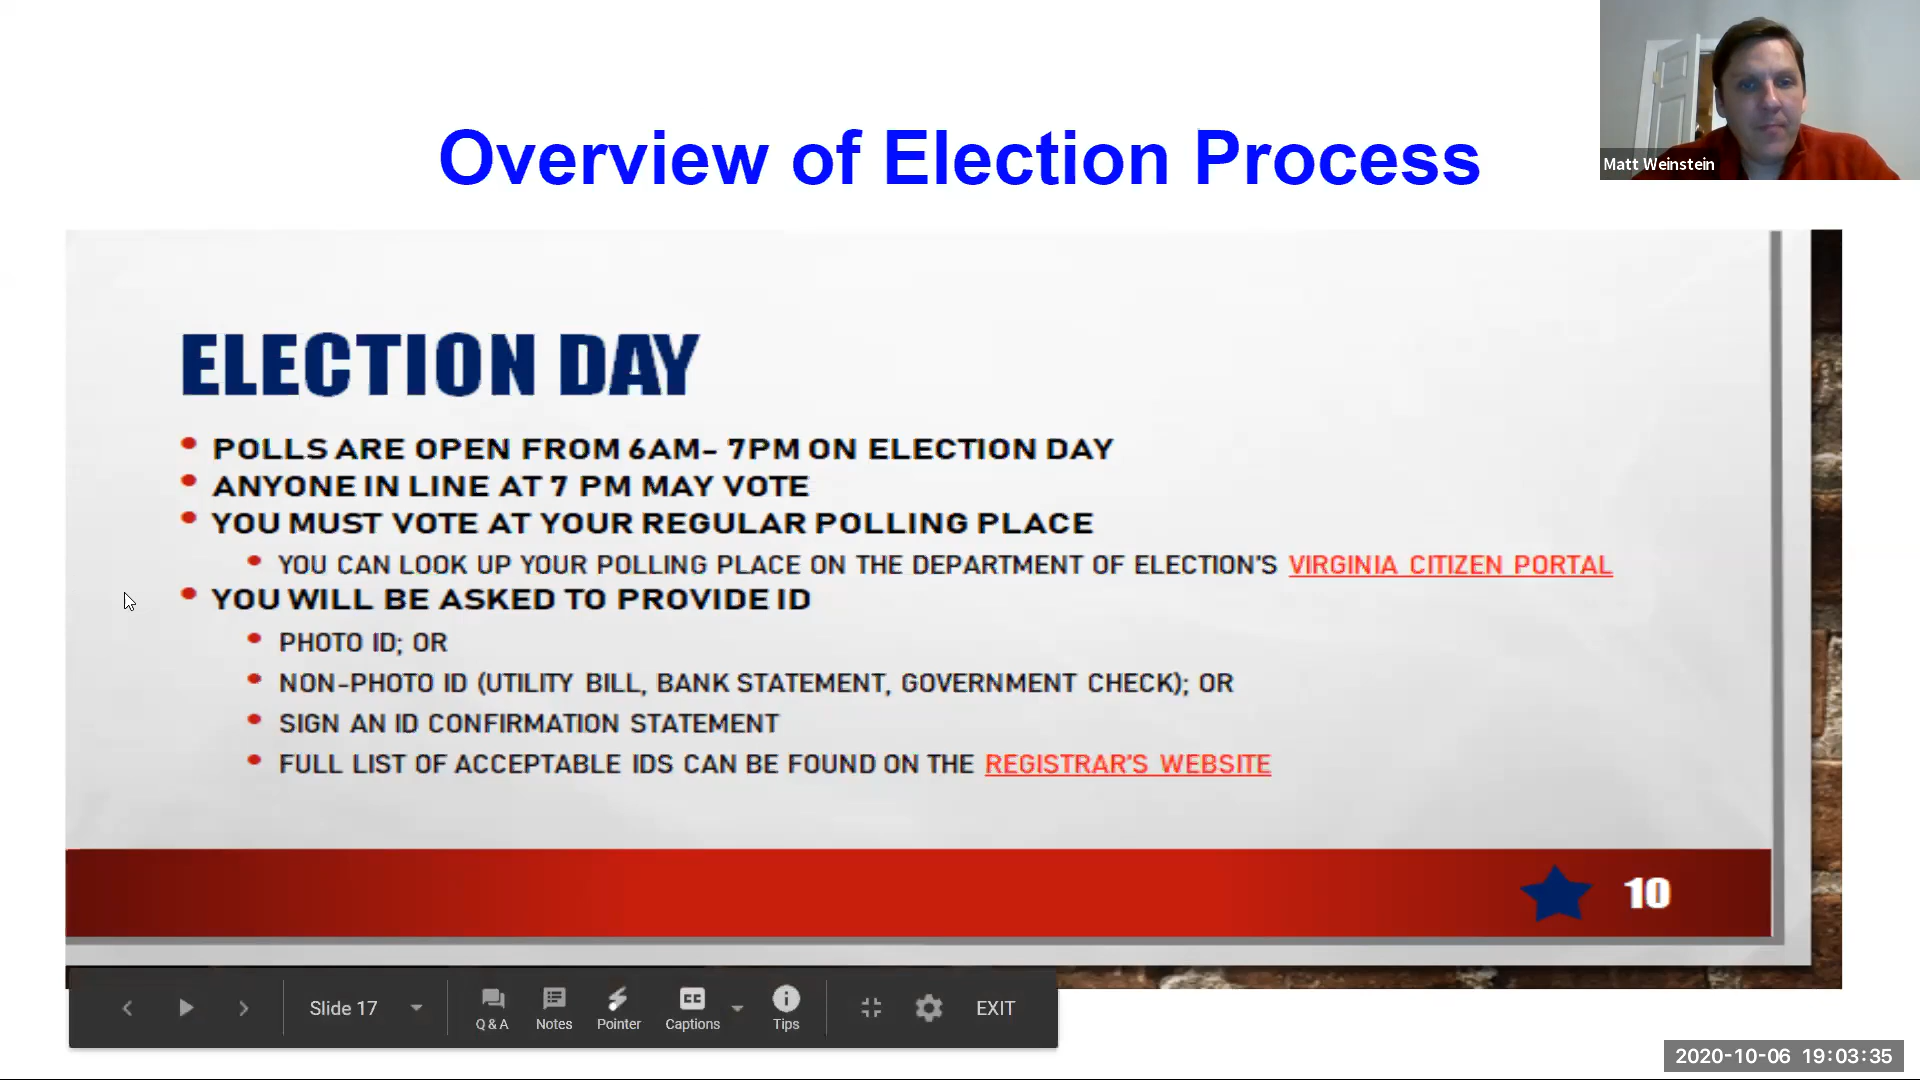 Overview of Election Process
Matt Weinstein
ELECTION DAY
POLLS ARE OPEN FROM 6AM- 7PM ON ELECTION DAY
ANYONE IN LINE AT 7 PM MAY VOTE
YOU MUST VOTE AT YOUR REGULAR POLLING PLACE
YOU CAN LOOK UP YOUR POLLING PLACE ON THE DEPARTMENT OF ELECTION'S VIRGINIA CITIZEN PORTAL
YOU WILL BE ASKED TO PROVIDE ID
PHOTO ID; OR
NON-PHOTO ID (UTILITY BILL, BANK STATEMENT, GOVERNMENT CHECK); OR
SIGN AN ID CONFIRMATION STATEMENT
FULL LIST OF ACCEPTABLE IDS CAN BE FOUND ON THE REGISTRAR'S WEBSITE
10
Slide 17
Q & A
Notes
Pointer
CC
Captions
Tips
EXIT
2020-10-06 19:03:35